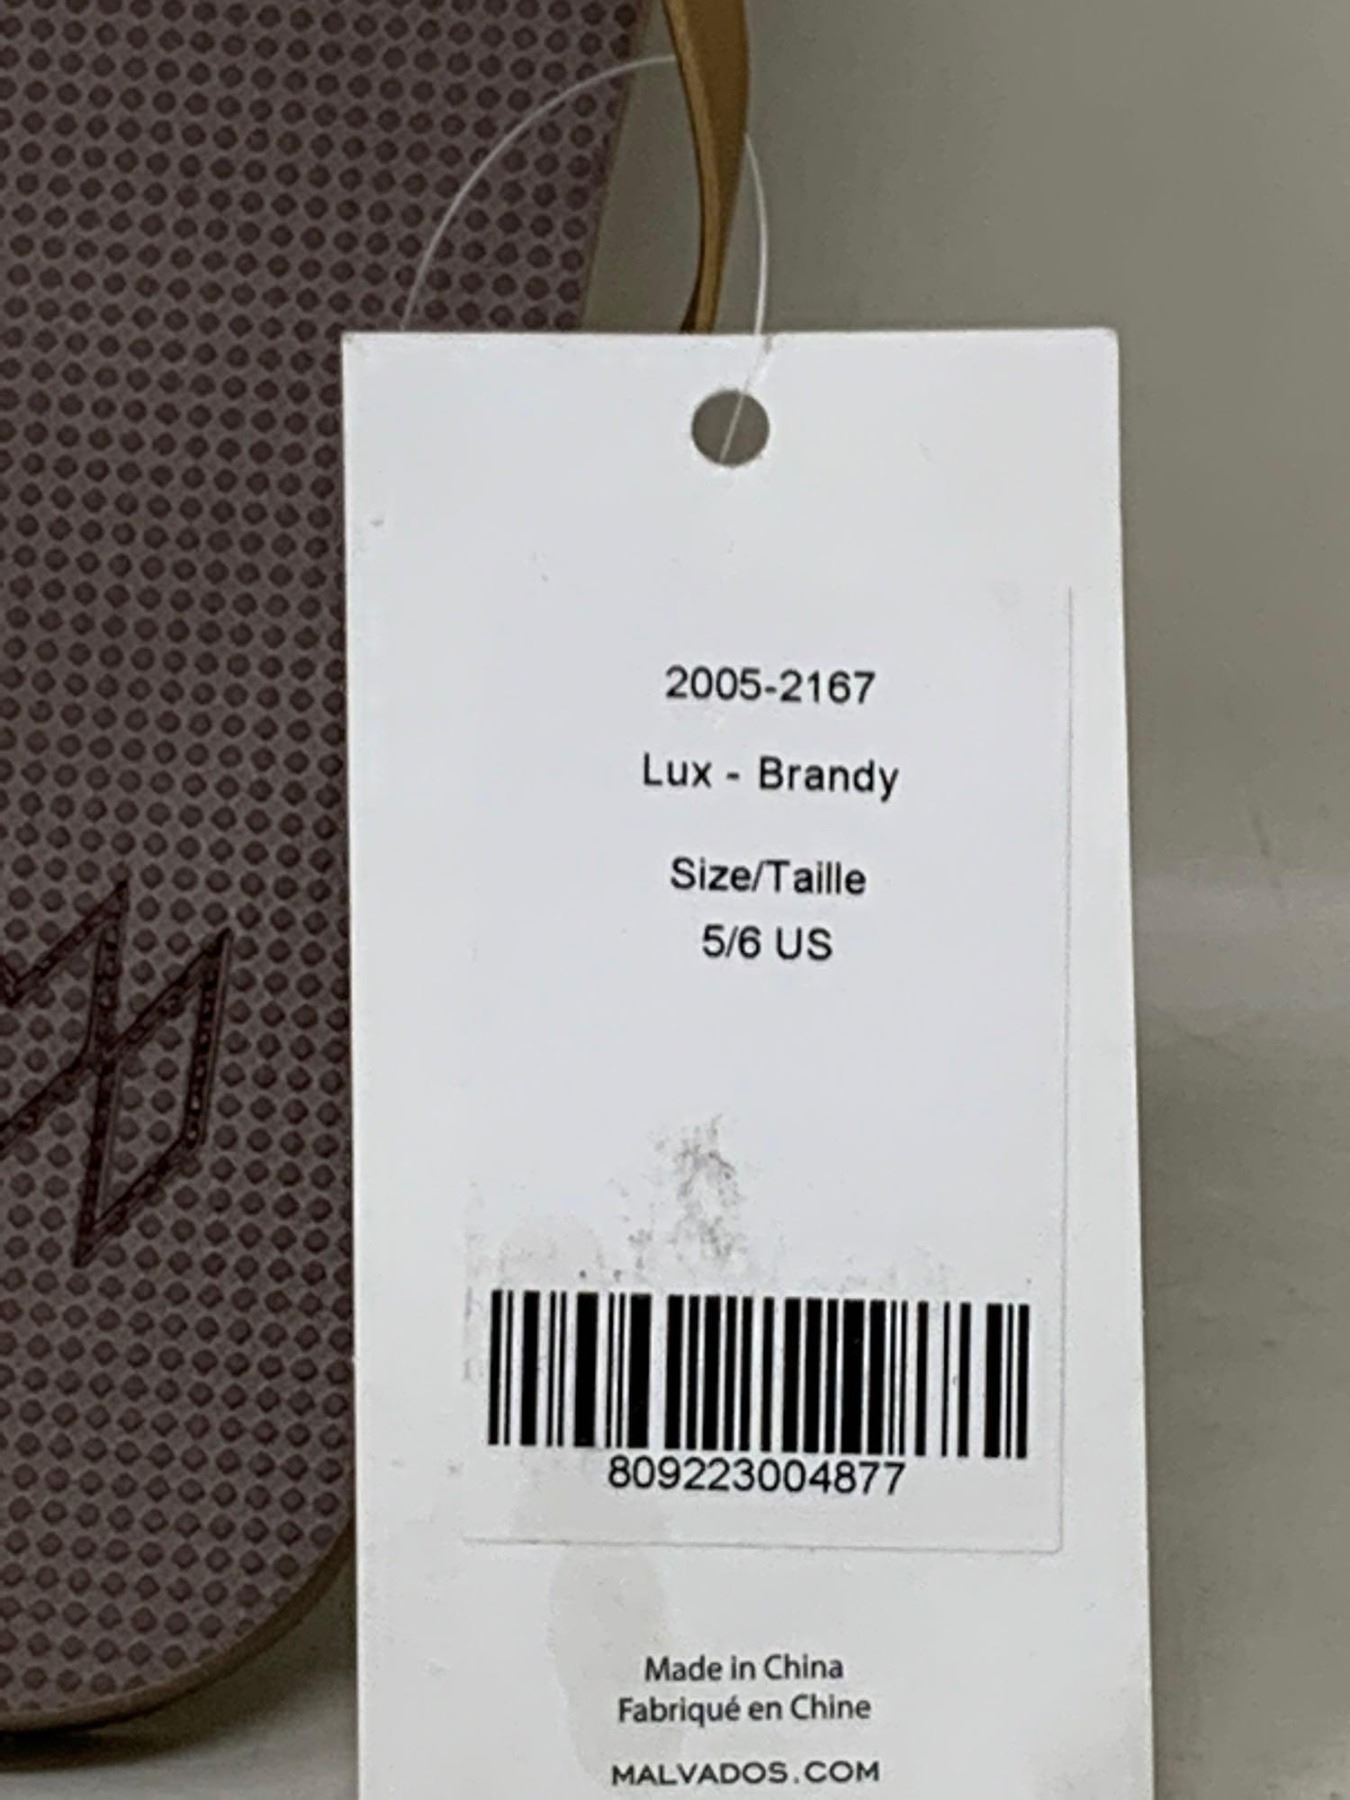 2005-2167
Lux - Brandy
Size/Taille
5/6 US
809223004877
Made in China
Fabriqué en Chine
MALVADOS.COM